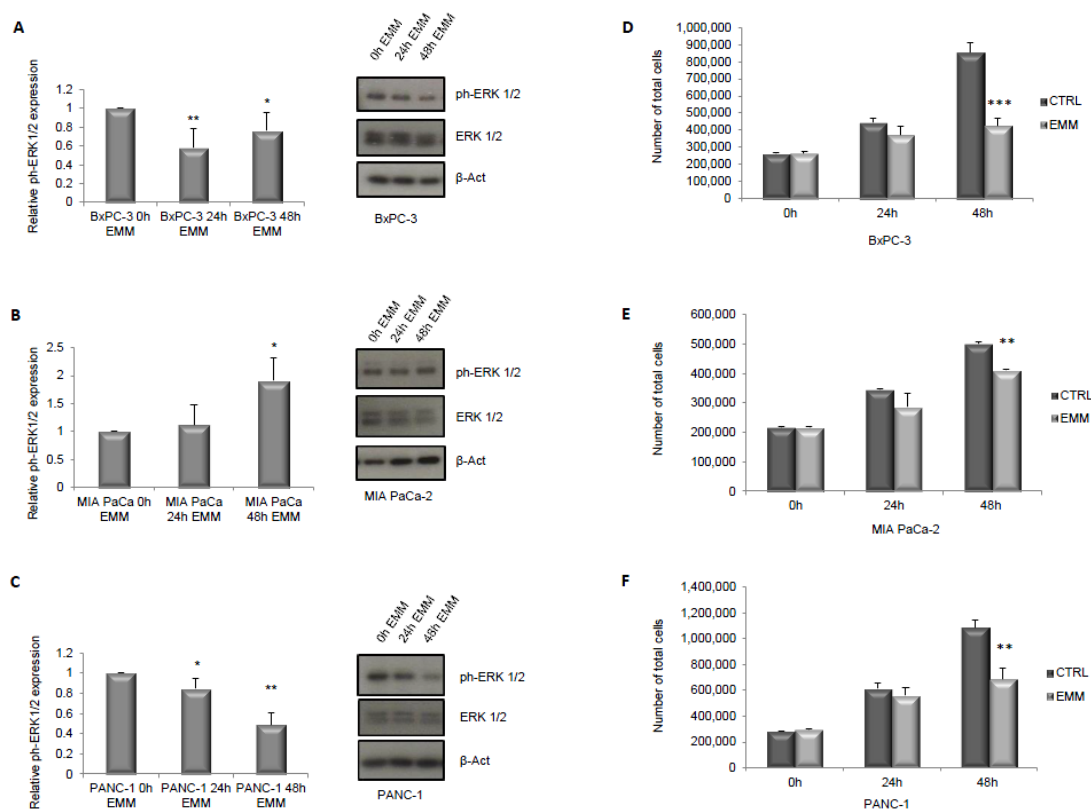 A
Relative ph-ERK1/2 expression
1.2
1
0.8
0.6
0.4
0.2
0
**
*
BxPC-3 0h EMM
BxPC-3 24h EMM
BxPC-3 48h EMM
0h EMM
24h EMM
48h EMM
ph-ERK 1/2
ERK 1/2
β-Act
BxPC-3
D
Number of total cells
1,000,000
900,000
800,000
700,000
600,000
500,000
400,000
300,000
200,000
100,000
0
***
0h
24h
48h
BxPC-3
CTRL
EMM
B
Relative ph-ERK1/2 expression
2.5
2
1.5
1
0.5
0
*
MIA PaCa 0h EMM
MIA PaCa 24h EMM
MIA PaCa 48h EMM
0h EMM
24h EMM
48h EMM
ph-ERK 1/2
ERK 1/2
β-Act
MIA PaCa-2
E
Number of total cells
600,000
500,000
400,000
300,000
200,000
100,000
0
**
0h
24h
48h
MIA PaCa-2
CTRL
EMM
C
Relative ph-ERK1/2 expression
1.2
1
0.8
0.6
0.4
0.2
0
*
**
PANC-1 0h EMM
PANC-1 24h EMM
PANC-1 48h EMM
0h EMM
24h EMM
48h EMM
ph-ERK 1/2
ERK 1/2
β-Act
PANC-1
F
Number of total cells
1,400,000
1,200,000
1,000,000
800,000
600,000
400,000
200,000
0
**
0h
24h
48h
PANC-1
CTRL
EMM